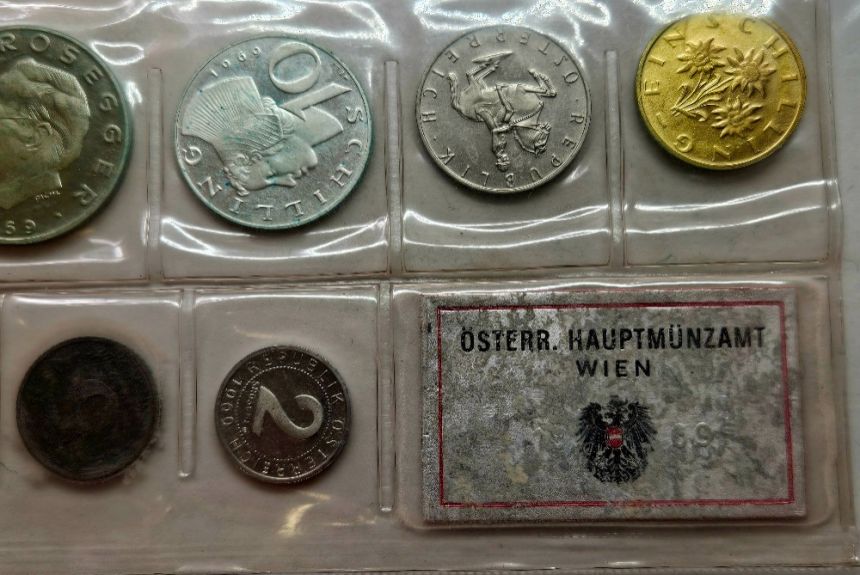 ROSEGGER
69
1969
10
SCHILLING
REPUBLIK · ÖSTERREICH
EIN SCHILLING
2
REPUBLIK ÖSTERREICH
ÖSTERR. HAUPTMÜNZAMT
WIEN